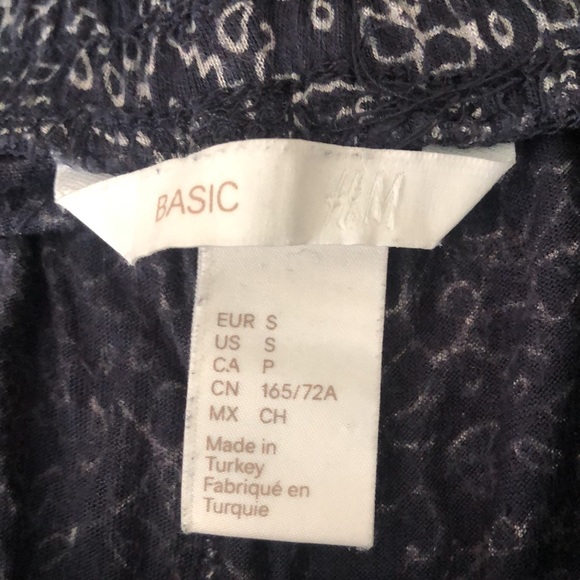 BASIC H&M
EUR S
US S
CA P
CN 165/72A
MX CH
Made in
Turkey
Fabriqué en
Turquie